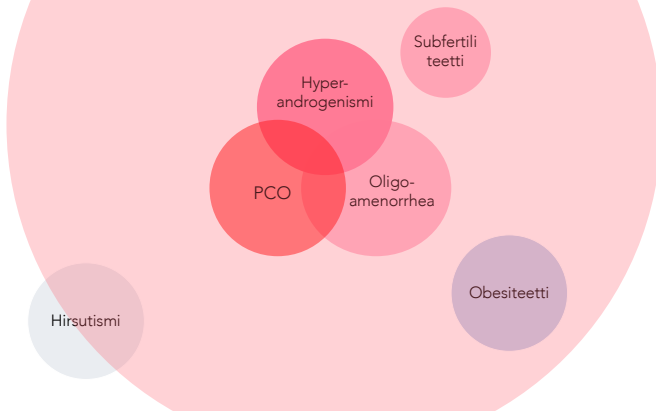 Subfertili
teetti
Hyper-
androgenismi
PCO
Oligo-
amenorrhea
Obesiteetti
Hirsutismi